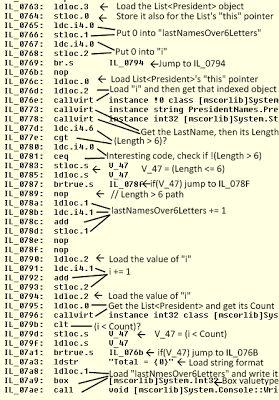 IL_0763: ldloc.3 Load the List<President> object
IL_0764: stloc.0 Store it also for the List's "this" pointer
IL_0765: ldc.i4.0
IL_0766: stloc.1 Put 0 into "lastNamesOver6Letters"
IL_0767: ldc.i4.0
IL_0768: stloc.2 Put 0 into "i"
IL_0769: br.s IL_0794 Jump to IL_0794
IL_076b: nop
IL_076c: ldloc.0 Load List<President>'s "this" pointer
IL_076d: ldloc.2 Load "i" and then get that indexed object
IL_076e: callvirt instance !0 class [mscorlib]System
IL_0773: callvirt instance string PresidentNames.Pre
IL_0778: callvirt instance int32 [mscorlib]System.St
IL_077d: ldc.i4.6 Get the LastName, then its Length
IL_077e: cgt (Length > 6)?
IL_0780: ldc.i4.0
IL_0781: ceq Interesting code, check if !(Length > 6)
IL_0783: stloc.s V_47 V_47 = (Length <= 6)
IL_0785: ldloc.s V_47
IL_0787: brtrue.s IL_078f if(V_47) jump to IL_078F
IL_0789: nop // Length > 6 path
IL_078a: ldloc.1
IL_078b: ldc.i4.1 lastNamesOver6Letters += 1
IL_078c: add
IL_078d: stloc.1
IL_078e: nop
IL_078f: nop
IL_0790: ldloc.2 Load the value of "i"
IL_0791: ldc.i4.1
IL_0792: add i += 1
IL_0793: stloc.2
IL_0794: ldloc.2 Load the value of "i"
IL_0795: ldloc.0 Get the List<President> and get its Count
IL_0796: callvirt instance int32 class [mscorlib]Sys
IL_079b: clt (i < Count)?
IL_079d: stloc.s V_47 V_47 = (i < Count)
IL_079f: ldloc.s V_47
IL_07a1: brtrue.s IL_076b if(V_47) jump to IL_076B
IL_07a3: ldstr "Total = {0}" Load string format
IL_07a8: ldloc.1 Load "lastNmesOver6Letters" and write it
IL_07a9: box [mscorlib]System.Int32 Box valuetype
IL_07ae: call void [mscorlib]System.Console::Wri